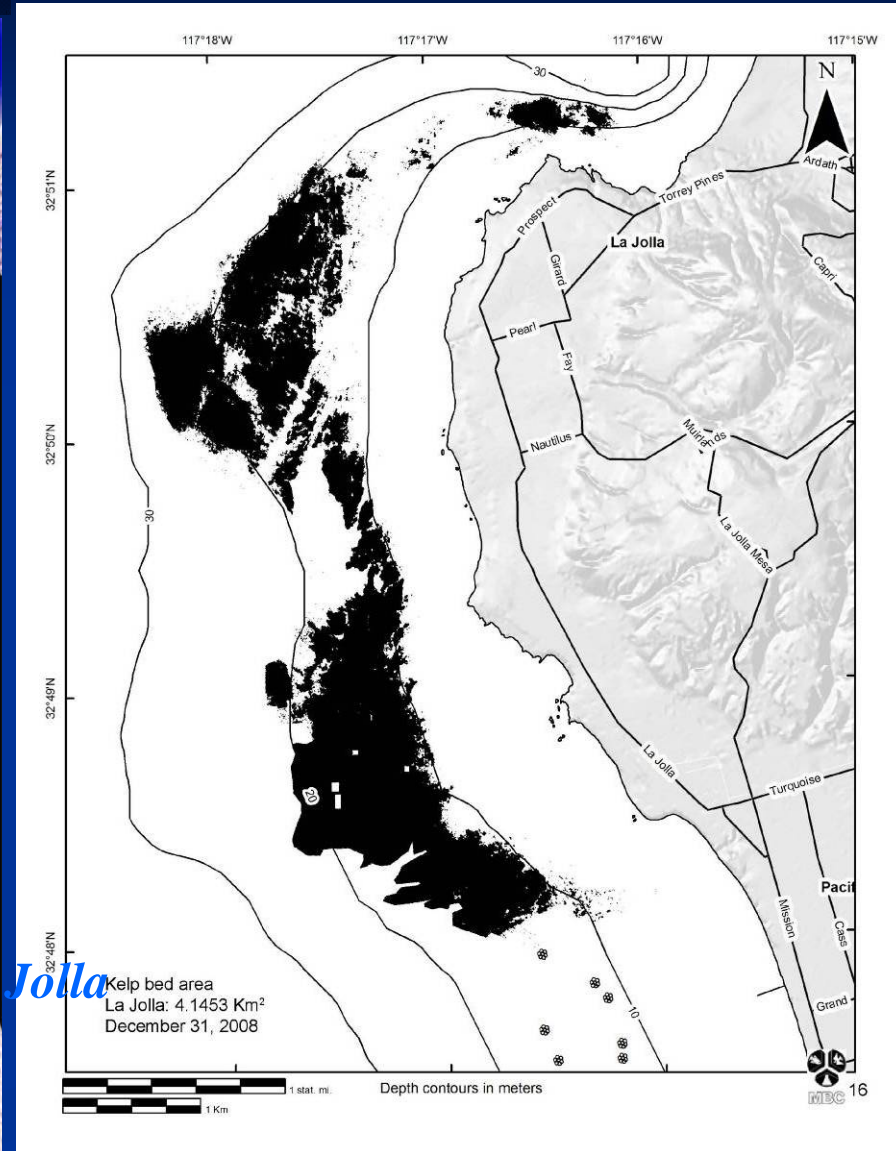 117°18'W
117°17'W
117°16'W
117°15'W
30
N
32°51'N
Ardath
Torrey Pines
Prospect
La Jolla
Girard
Capri
Pearl
Fay
32°50'N
Nautilus
Muirlands
30
La Jolla Mesa
32°49'N
La Jolla
Turquoise
20
Pacif
Mission
Cass
32°48'N
Jolla
Kelp bed area
La Jolla: 4.1453 Km²
December 31, 2008
10
Grand
1 stat. mi.
Depth contours in meters
MBC
16
1 Km